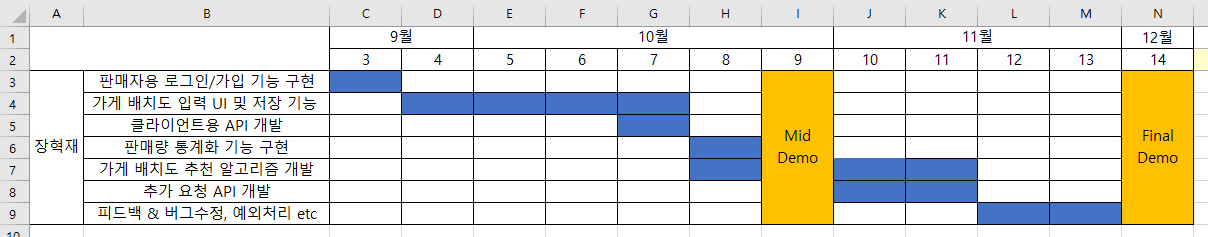 A B C D E F G H I J K L M N
1 9월 10월 11월 12월
2 3 4 5 6 7 8 9 10 11 12 13 14
3 판매자용 로그인/가입 기능 구현
4 가게 배치도 입력 UI 및 저장 기능
5 클라이언트용 API 개발
6 판매량 통계화 기능 구현
7 가게 배치도 추천 알고리즘 개발
8 추가 요청 API 개발
9 피드백 & 버그수정, 예외처리 etc
10
장혁재
Mid
Demo
Final
Demo